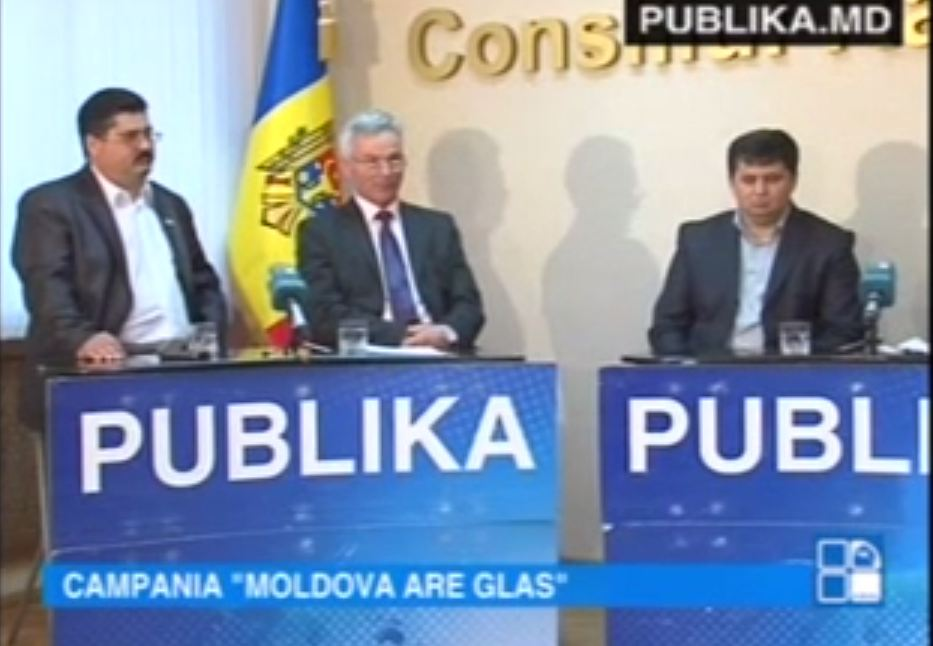 PUBLIKA.MD
PUBLIKA
PUBLI
CAMPANIA "MOLDOVA ARE GLAS"